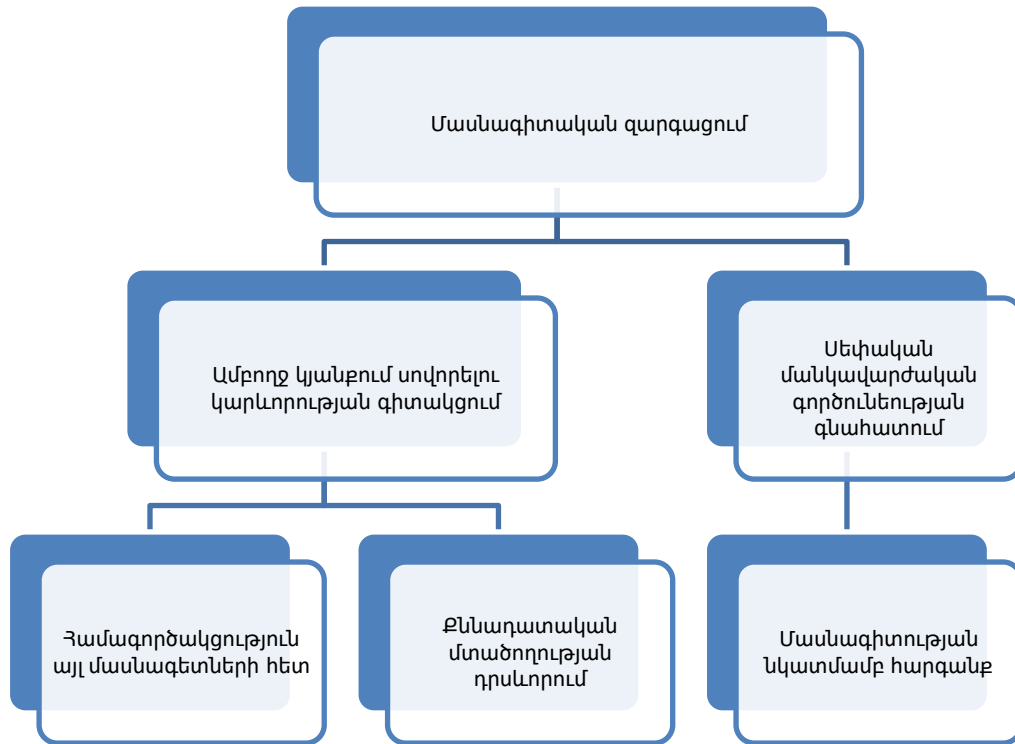 Մասնագիտական զարգացում
Ամբողջ կյանքում սովորելու
կարևորության գիտակցում
Սեփական
մանկավարժական
գործունեության
գնահատում
Համագործակցություն
այլ մասնագետների հետ
Քննադատական
մտածողության
դրսևորում
Մասնագիտության
նկատմամբ հարգանք